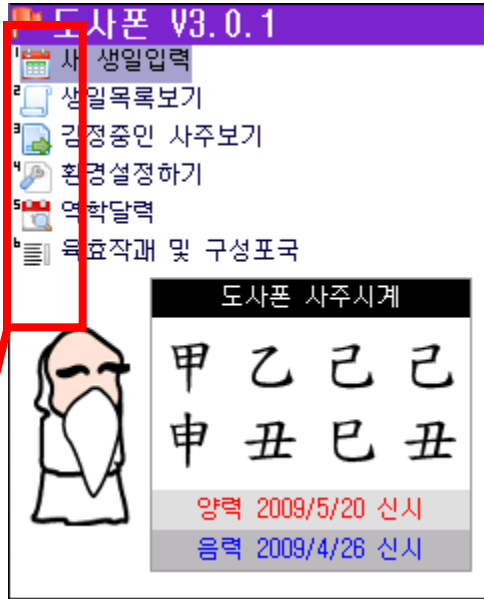 도사폰 V3.0.1
1 새 생일입력
2 생일목록보기
3 감정중인 사주보기
4 환경설정하기
5 역학달력
6 육효작괘 및 구성포국
도사폰 사주시계
甲 乙 己 己
申 丑 巳 丑
양력 2009/5/20 신시
음력 2009/4/26 신시